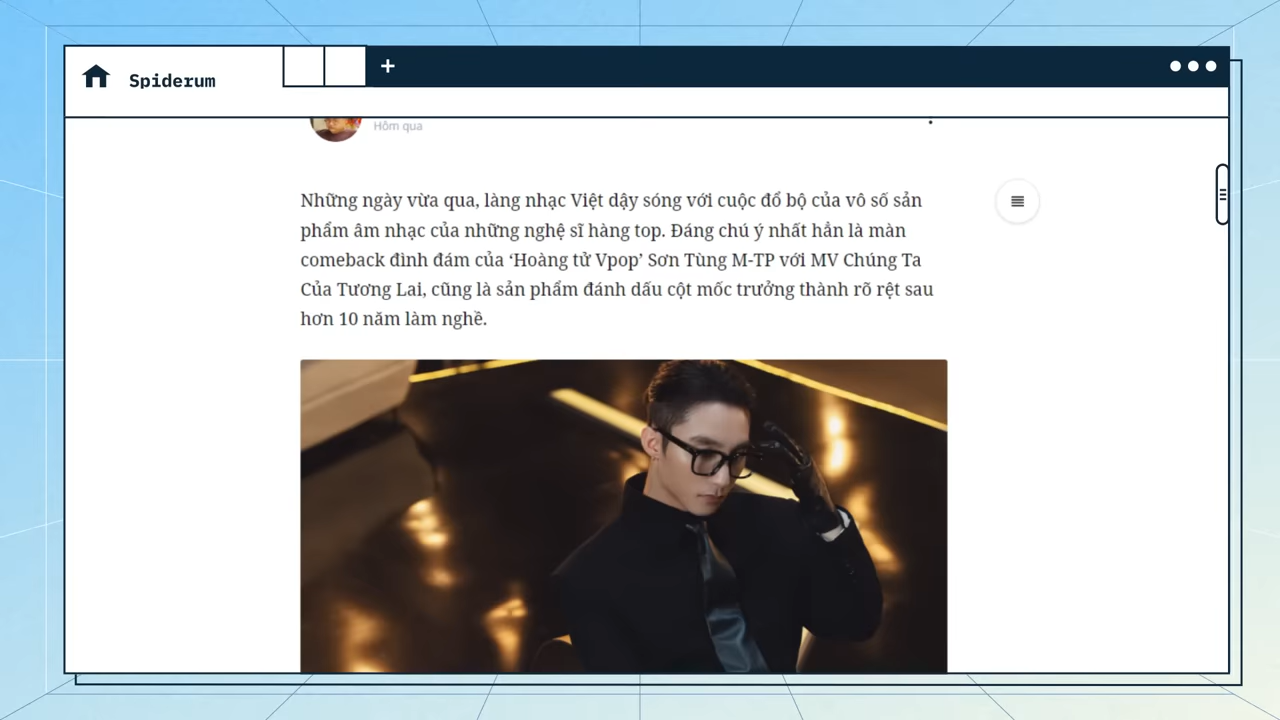 Spiderum
Hôm qua
Những ngày vừa qua, làng nhạc Việt dậy sóng với cuộc đổ bộ của vô số sản
phẩm âm nhạc của những nghệ sĩ hàng top. Đáng chú ý nhất hẳn là màn
comeback đình đám của ‘Hoàng tử Vpop’ Sơn Tùng M-TP với MV Chúng Ta
Của Tương Lai, cũng là sản phẩm đánh dấu cột mốc trưởng thành rõ rệt sau
hơn 10 năm làm nghề.